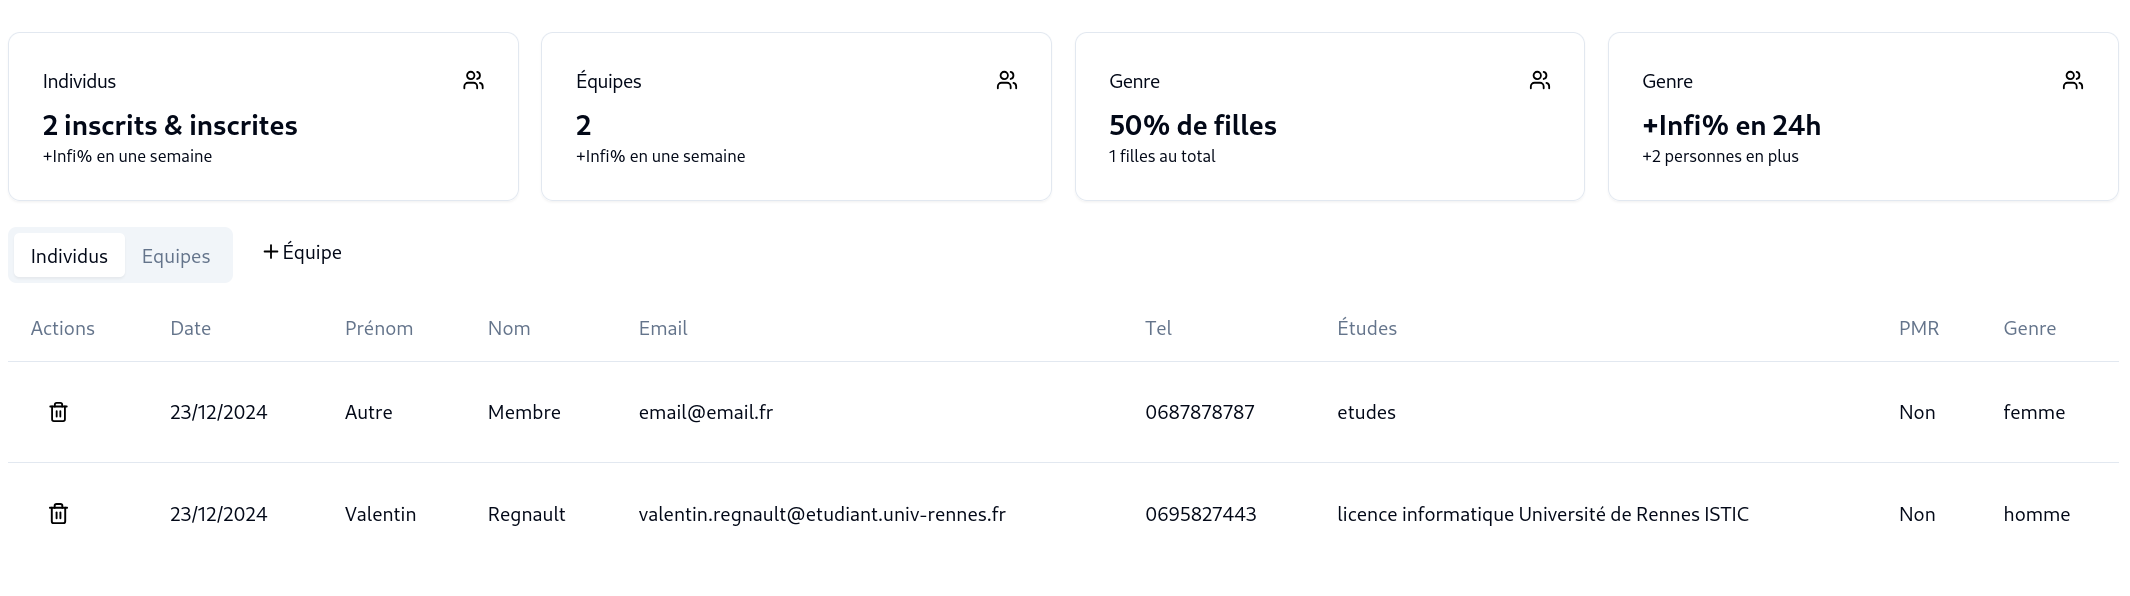 Individus
2 inscrits & inscrites
+Infi% en une semaine
Équipes
2
+Infi% en une semaine
Genre
50% de filles
1 filles au total
Genre
+Infi% en 24h
+2 personnes en plus
Individus Equipes +Équipe
Actions Date Prénom Nom Email Tel Études PMR Genre
23/12/2024 Autre Membre email@email.fr 0687878787 etudes Non femme
23/12/2024 Valentin Regnault valentin.regnault@etudiant.univ-rennes.fr 0695827443 licence informatique Université de Rennes ISTIC Non homme